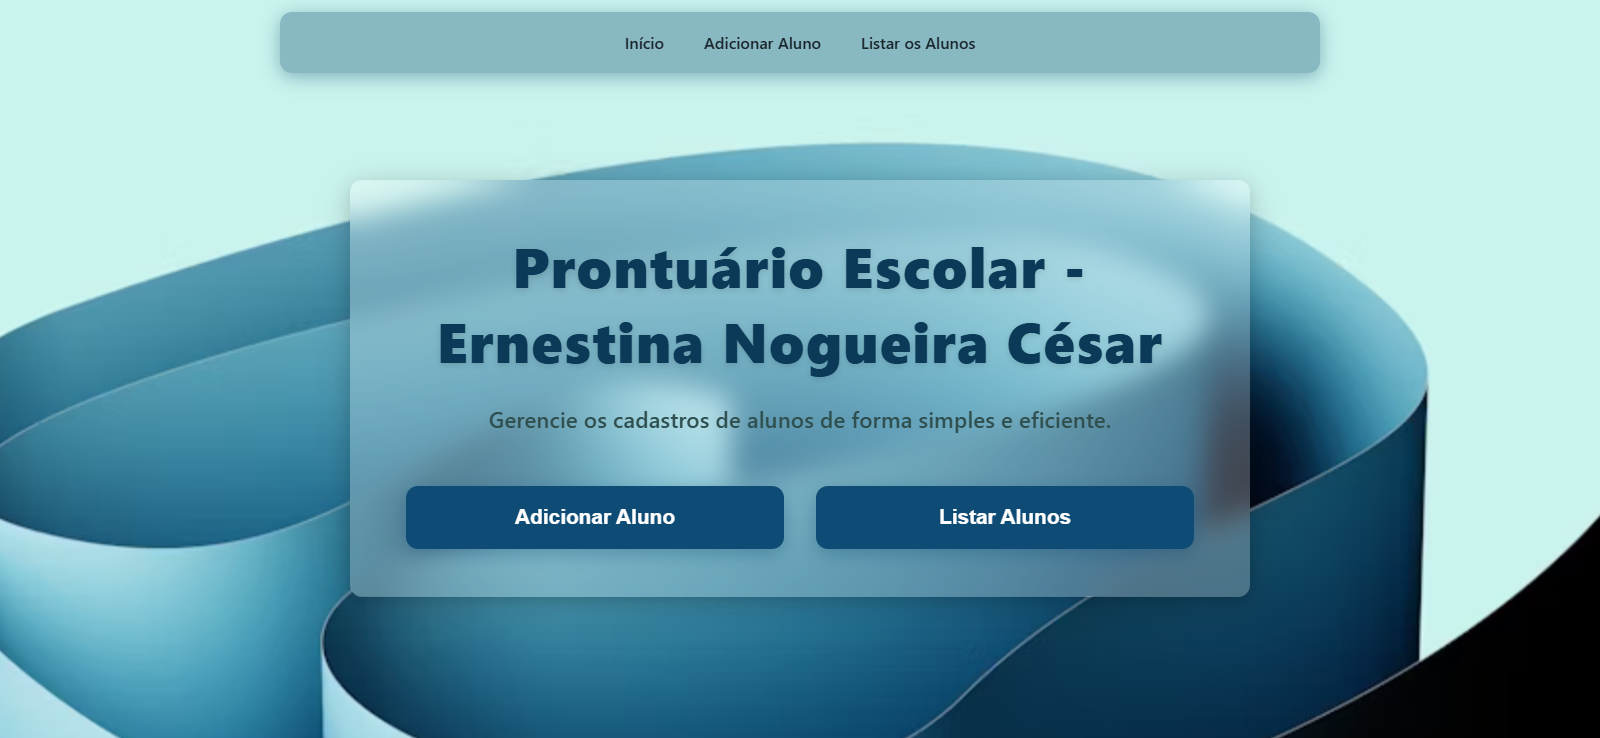 Início
Adicionar Aluno
Listar os Alunos
Prontuário Escolar -
Ernestina Nogueira César
Gerencie os cadastros de alunos de forma simples e eficiente.
Adicionar Aluno
Listar Alunos